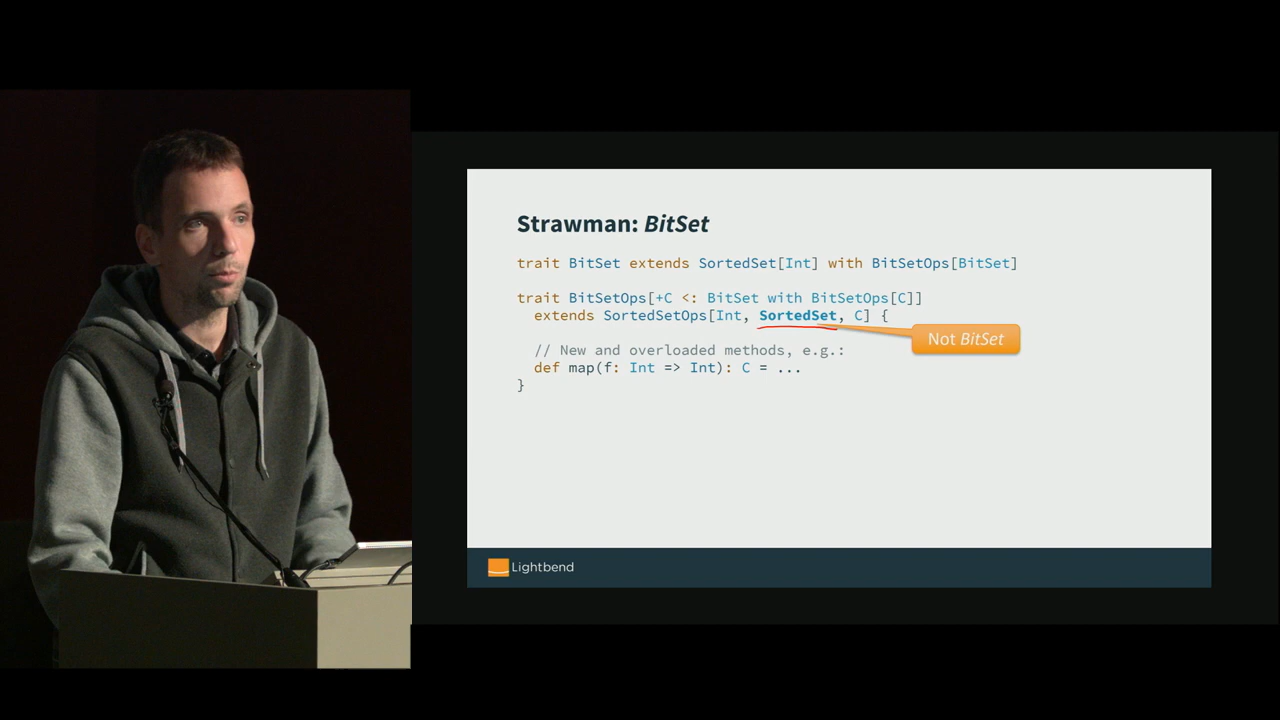 Strawman: BitSet
trait BitSet extends SortedSet[Int] with BitSetOps[BitSet]
trait BitSetOps[+C <: BitSet with BitSetOps[C]]
extends SortedSetOps[Int, SortedSet, C] {
Not BitSet
// New and overloaded methods, e.g.:
def map(f: Int => Int): C = ...
}
Lightbend